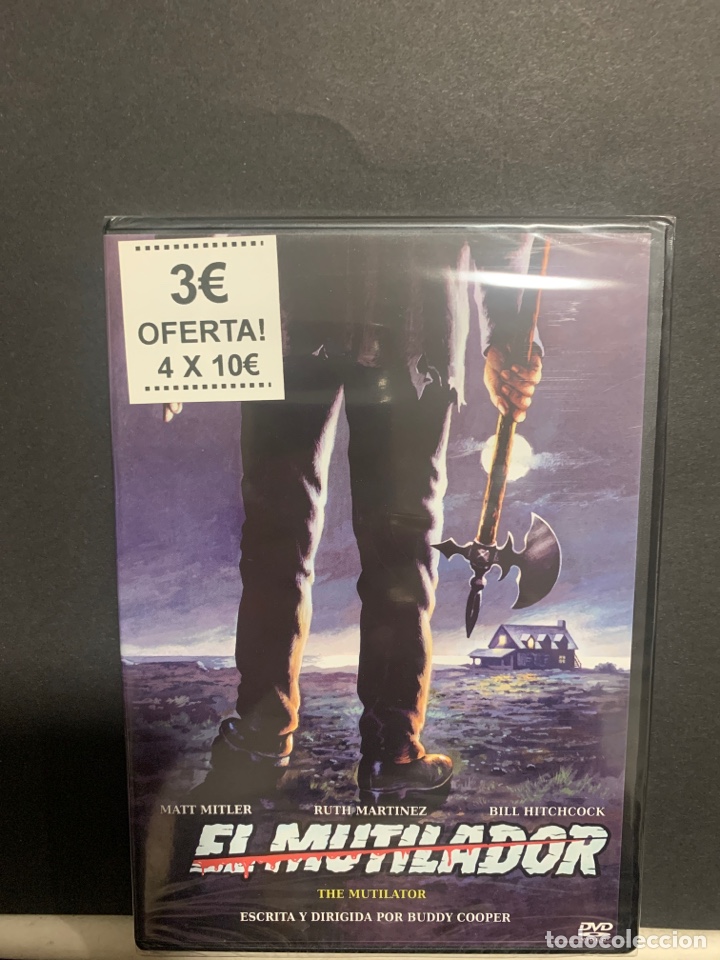 3€
OFERTA!
4 X 10€
MATT MITLER RUTH MARTINEZ BILL HITCHCOCK
EL MUTILADOR
THE MUTILATOR
ESCRITA Y DIRIGIDA POR BUDDY COOPER
DVD
todocoleccion